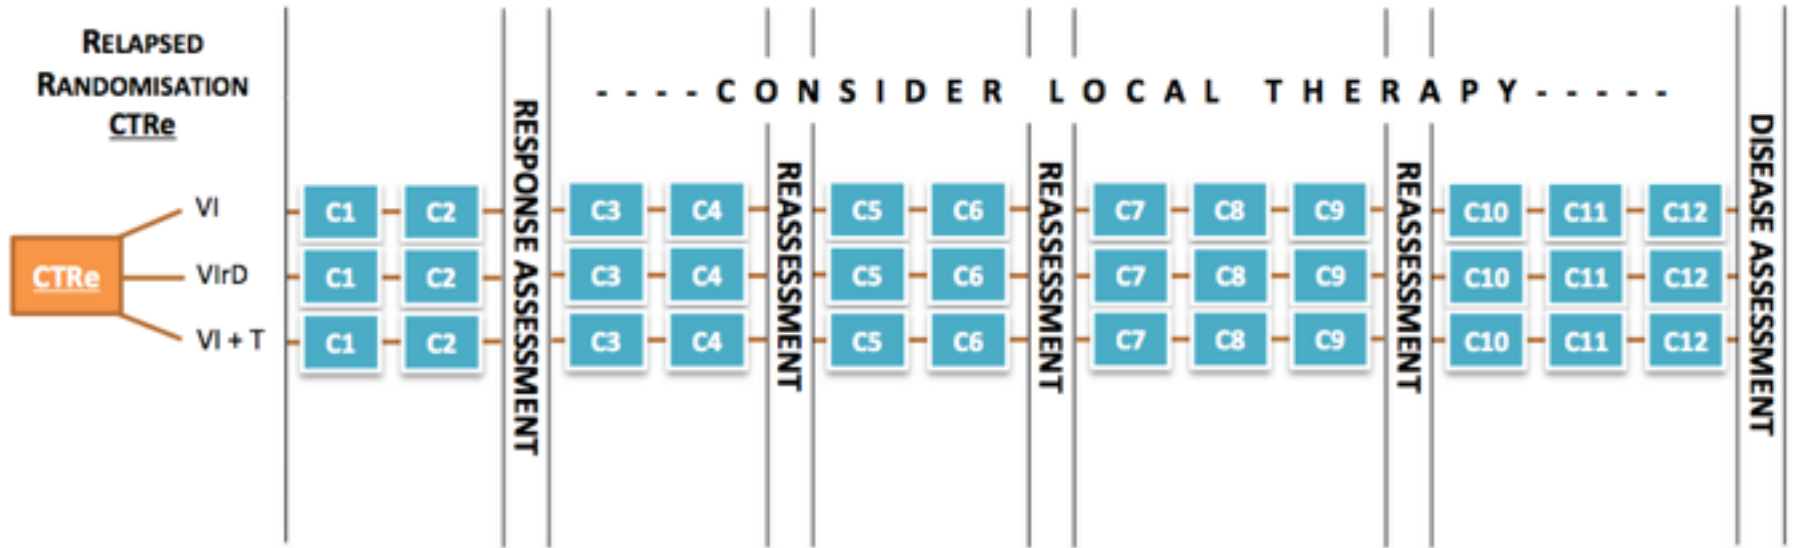 RELAPSED
RANDOMISATION
CTRe
- - - - CONSIDER LOCAL THERAPY - - - - -
CTRe
VI
VIrD
VI + T
C1 C2 C3 C4 C5 C6 C7 C8 C9 C10 C11 C12
C1 C2 C3 C4 C5 C6 C7 C8 C9 C10 C11 C12
C1 C2 C3 C4 C5 C6 C7 C8 C9 C10 C11 C12
RESPONSE ASSESSMENT
REASSESSMENT
REASSESSMENT
REASSESSMENT
DISEASE ASSESSMENT